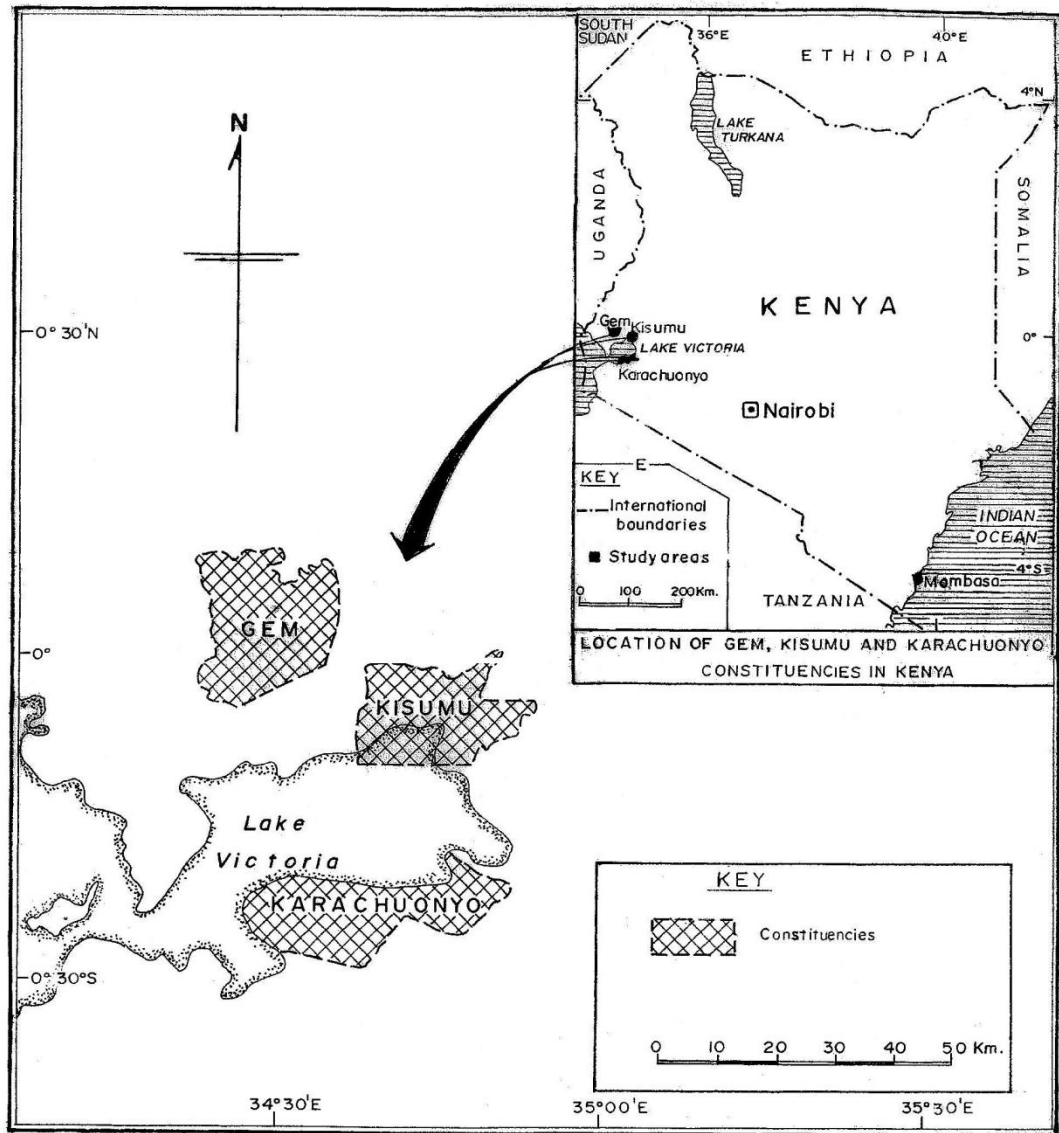 SOUTH
SUDAN
36°E
40°E
ETHIOPIA
4°N
LAKE
TURKANA
UGANDA
SOMALIA
KENYA
Gem
Kisumu
0°
LAKE VICTORIA
Karachuonyo
Nairobi
KEY
E
International
boundaries
Study areas
0 100 200 Km.
INDIAN
OCEAN
4°S
Mombasa
TANZANIA
LOCATION OF GEM, KISUMU AND KARACHUONYO
CONSTITUENCIES IN KENYA
N
0° 30'N
GEM
0°
KISUMU
Lake
Victoria
KARACHUONYO
0° 30°S
KEY
Constituencies
0 10 20 30 40 50 Km.
34°30'E
35°00'E
35°30'E